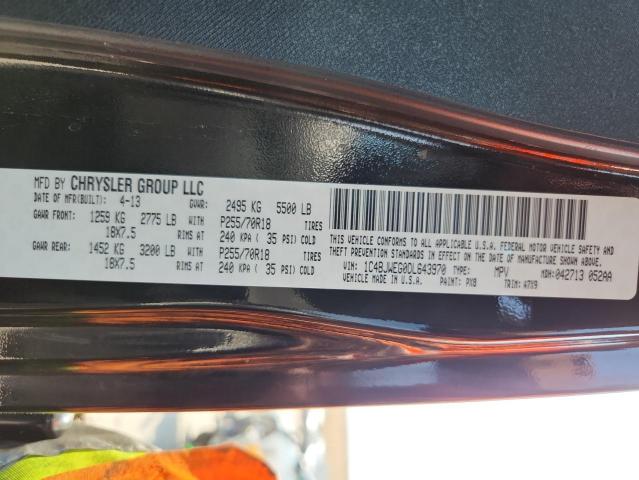 MFD BY CHRYSLER GROUP LLC
DATE OF MFR(BUILT): 4-13 GVWR: 2495 KG 5500 LB
GAWR FRONT: 1259 KG 2775 LB WITH P255/70R18 TIRES
18X7.5 RIMS AT 240 KPA ( 35 PSI) COLD
GAWR REAR: 1452 KG 3200 LB WITH P255/70R18 TIRES
18X7.5 RIMS AT 240 KPA ( 35 PSI) COLD
THIS VEHICLE CONFORMS TO ALL APPLICABLE U.S.A. FEDERAL MOTOR VEHICLE SAFETY AND
THEFT PREVENTION STANDARDS IN EFFECT ON THE DATE OF MANUFACTURE SHOWN ABOVE.
VIN: 1C4BJWEG0DL643970 TYPE: MPV MDH: 042713 052AA
VEHICLE MADE IN U.S.A. PAINT: PX8 TRIM: A7X9